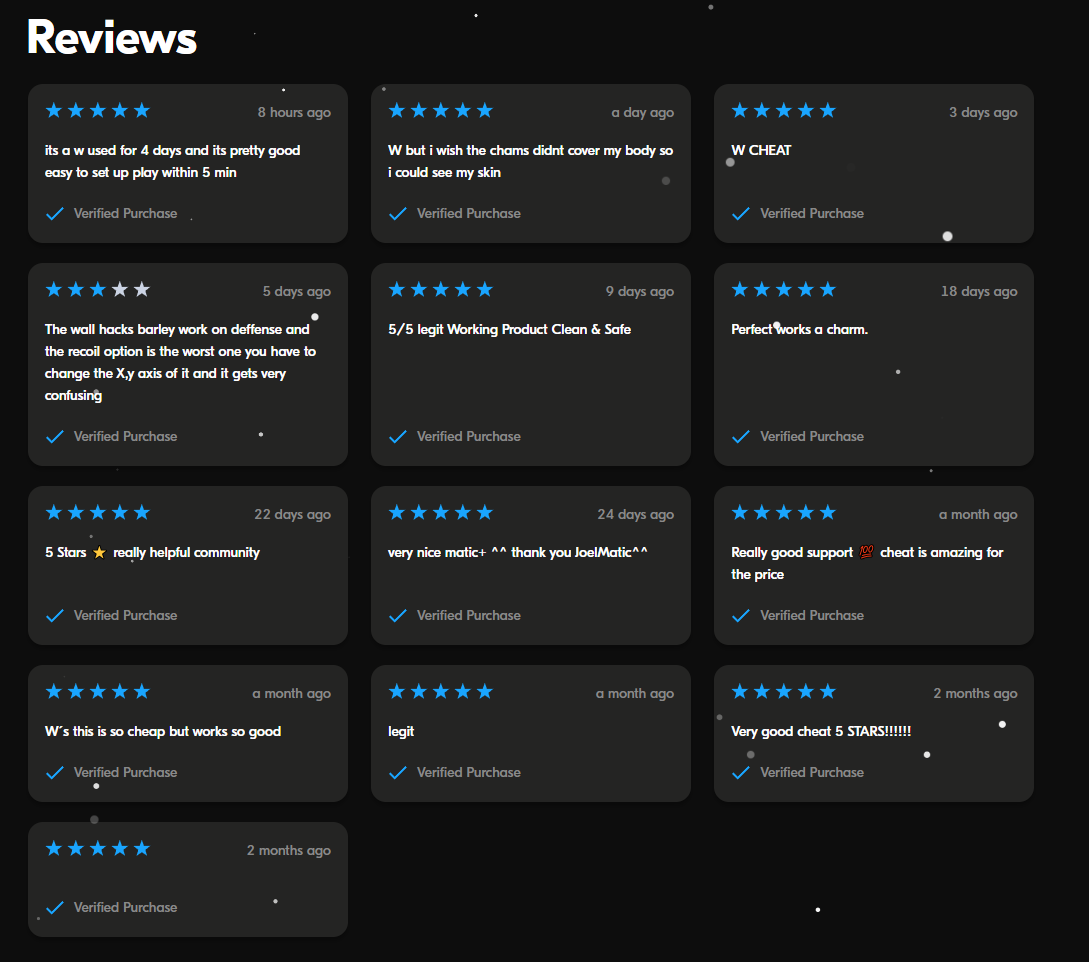 Reviews
8 hours ago
its a w used for 4 days and its pretty good
easy to set up play within 5 min
Verified Purchase
a day ago
W but i wish the chams didnt cover my body so
i could see my skin
Verified Purchase
3 days ago
W CHEAT
Verified Purchase
5 days ago
The wall hacks barley work on deffense and
the recoil option is the worst one you have to
change the X,y axis of it and it gets very
confusing
Verified Purchase
9 days ago
5/5 legit Working Product Clean & Safe
Verified Purchase
18 days ago
Perfect works a charm.
Verified Purchase
22 days ago
5 Stars ⭐ really helpful community
Verified Purchase
24 days ago
very nice matic+ ^^ thank you JoelMatic^^
Verified Purchase
a month ago
Really good support 💯 cheat is amazing for
the price
Verified Purchase
a month ago
W´s this is so cheap but works so good
Verified Purchase
a month ago
legit
Verified Purchase
2 months ago
Very good cheat 5 STARS!!!!!!
Verified Purchase
2 months ago
Verified Purchase